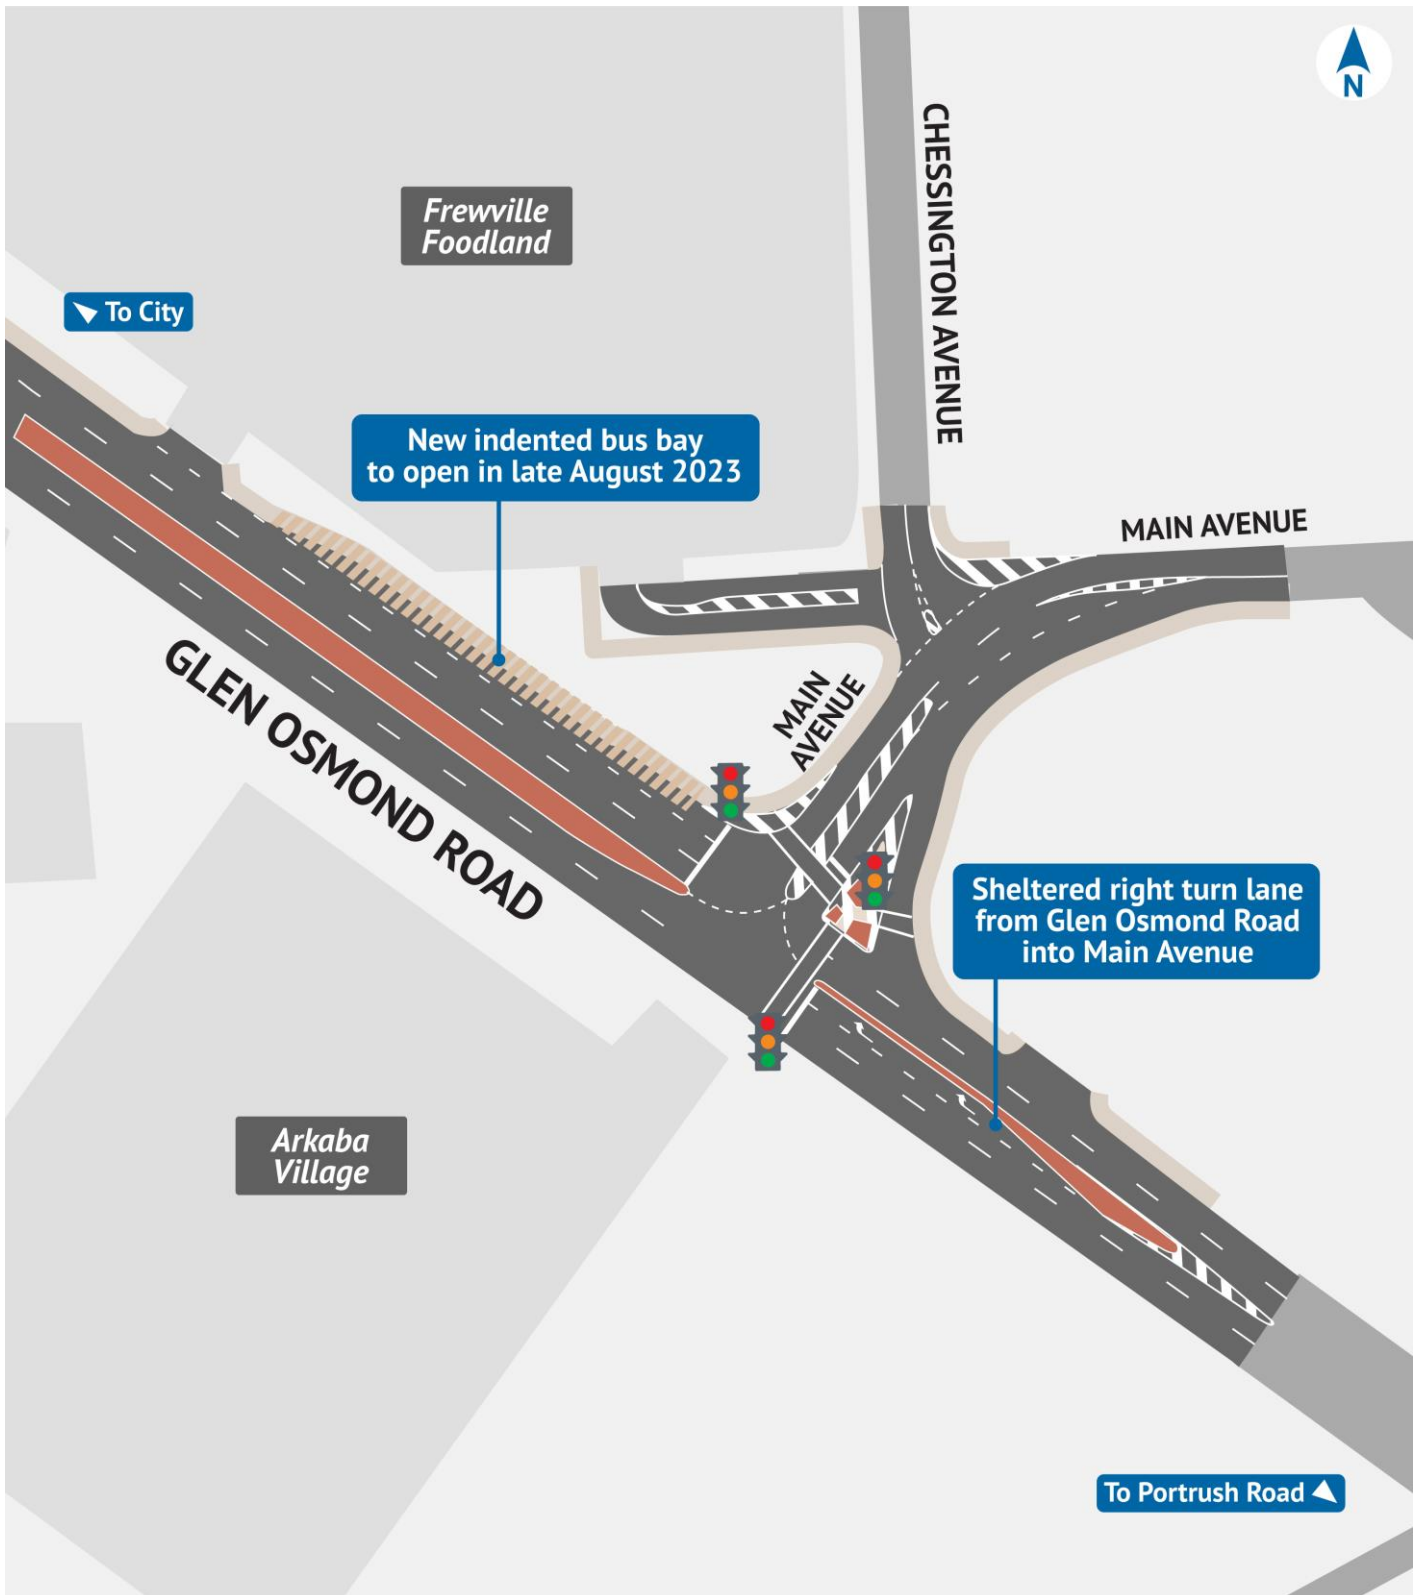 N
CHESSINGTON AVENUE
Frewville
Foodland
To City
New indented bus bay
to open in late August 2023
MAIN AVENUE
GLEN OSMOND ROAD
MAIN
AVENUE
Sheltered right turn lane
from Glen Osmond Road
into Main Avenue
Arkaba
Village
To Portrush Road